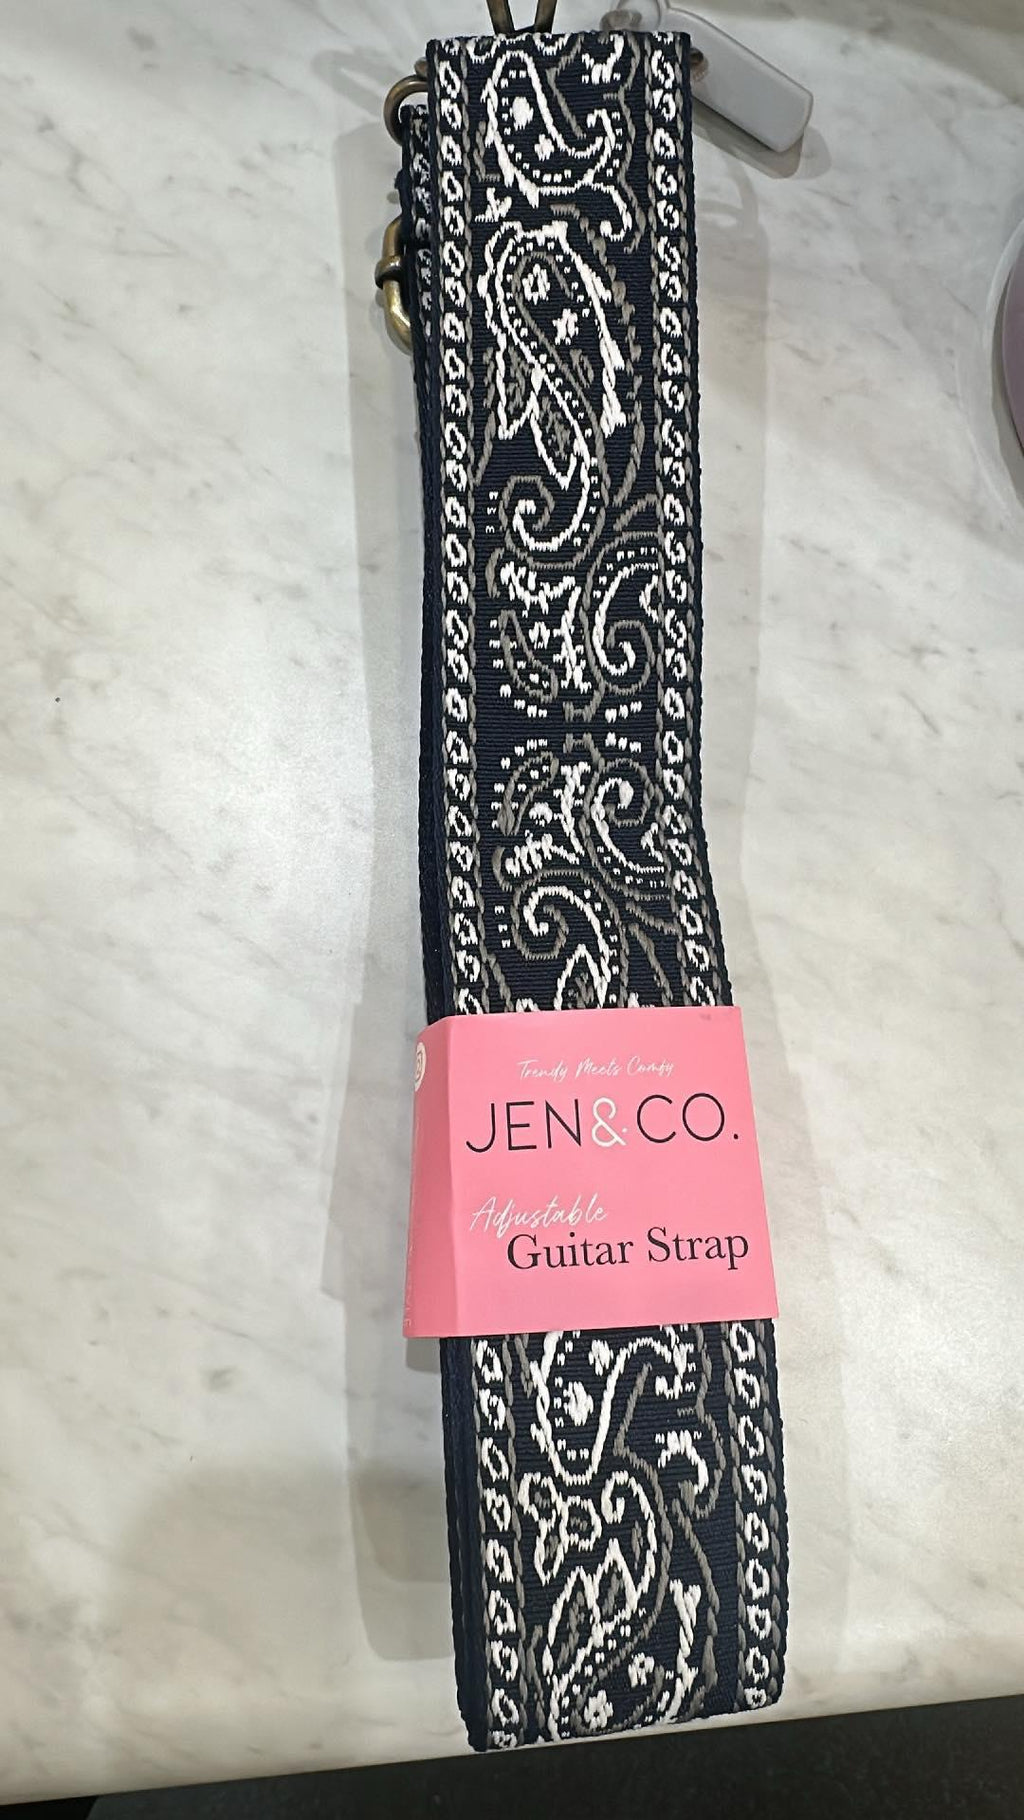 Trendy Meets Comfy
JEN & CO.
Adjustable
Guitar Strap